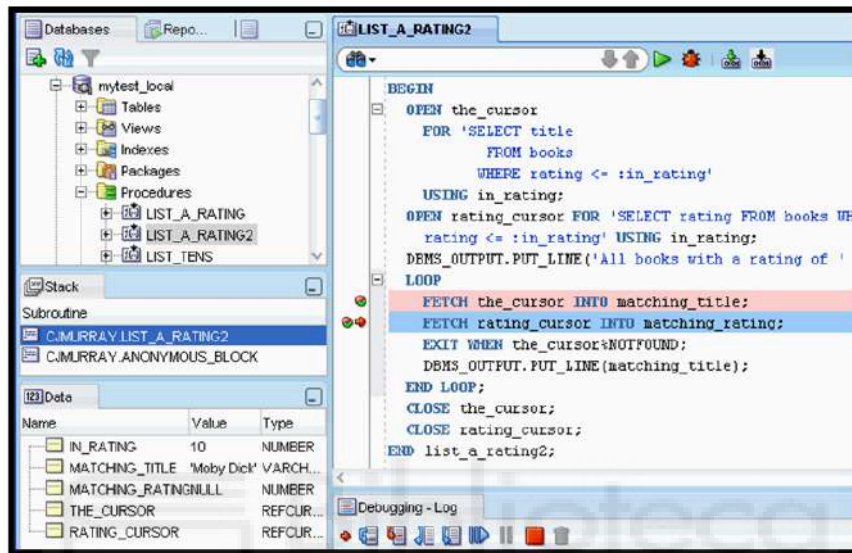 Databases
Repo...
mytest_local
Tables
Views
Indexes
Packages
Procedures
LIST_A_RATING
LIST_A_RATING2
LIST_TENS
Stack
Subroutine
CJMURRAY.LIST_A_RATING2
CJMURRAY.ANONYMOUS_BLOCK
Data
Name Value Type
IN_RATING 10 NUMBER
MATCHING_TITLE 'Moby Dick' VARCH...
MATCHING_RATING NULL NUMBER
THE_CURSOR REFCUR...
RATING_CURSOR REFCUR...
LIST_A_RATING2
BEGIN
OPEN the_cursor
FOR 'SELECT title
FROM books
WHERE rating <= :in_rating'
USING in_rating;
OPEN rating_cursor FOR 'SELECT rating FROM books WH
rating <= :in_rating' USING in_rating;
DBMS_OUTPUT.PUT_LINE('All books with a rating of '
LOOP
FETCH the_cursor INTO matching_title;
FETCH rating_cursor INTO matching_rating;
EXIT WHEN the_cursor%NOTFOUND;
DBMS_OUTPUT.PUT_LINE(matching_title);
END LOOP;
CLOSE the_cursor;
CLOSE rating_cursor;
END list_a_rating2;
Debugging - Log